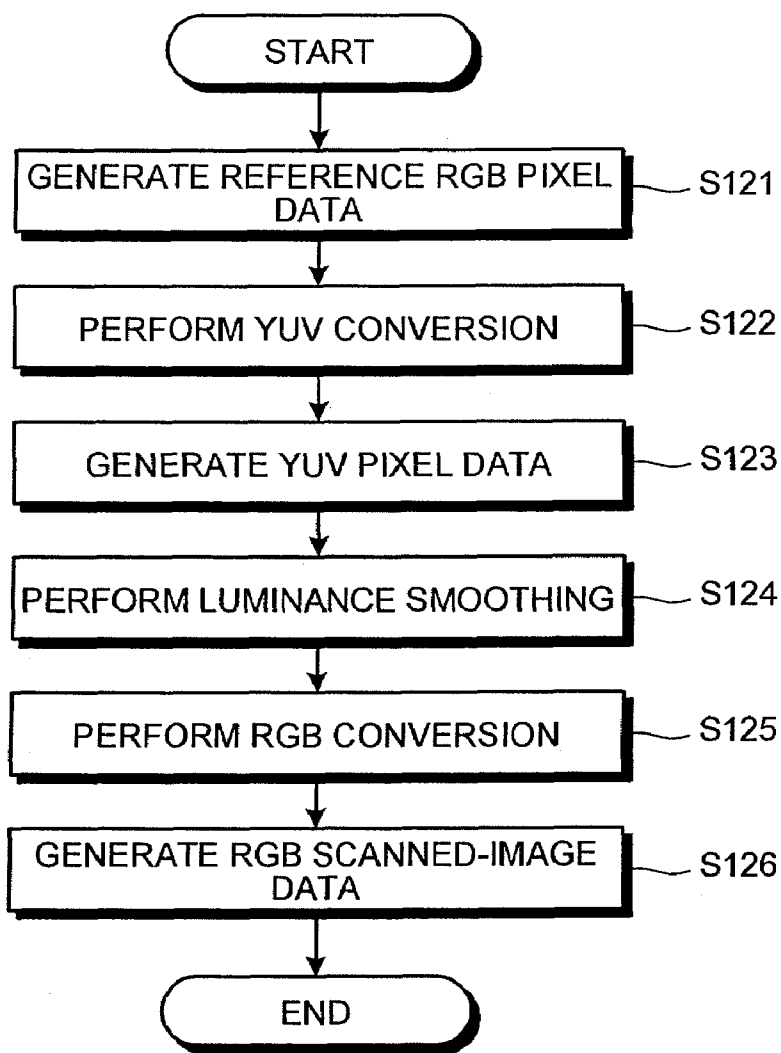 START
GENERATE REFERENCE RGB PIXEL
DATA
S121
PERFORM YUV CONVERSION
S122
GENERATE YUV PIXEL DATA
S123
PERFORM LUMINANCE SMOOTHING
S124
PERFORM RGB CONVERSION
S125
GENERATE RGB SCANNED-IMAGE
DATA
S126
END